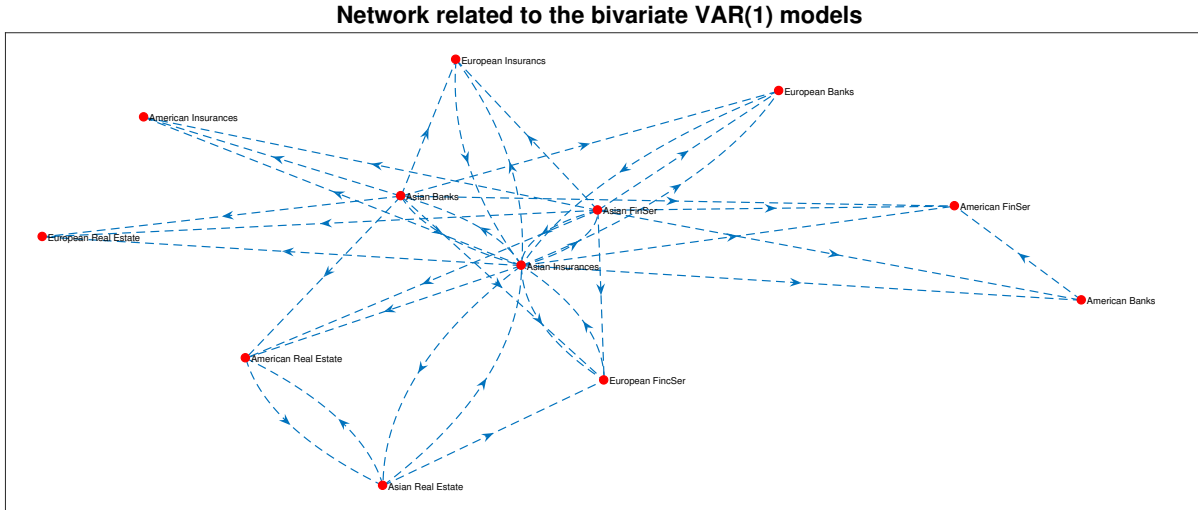 Network related to the bivariate VAR(1) models
European Insurancs
European Banks
American Insurances
Asian Banks
American FinSer
Asian FinSer
European Real Estate
Asian Insurances
American Banks
American Real Estate
European FincSer
Asian Real Estate